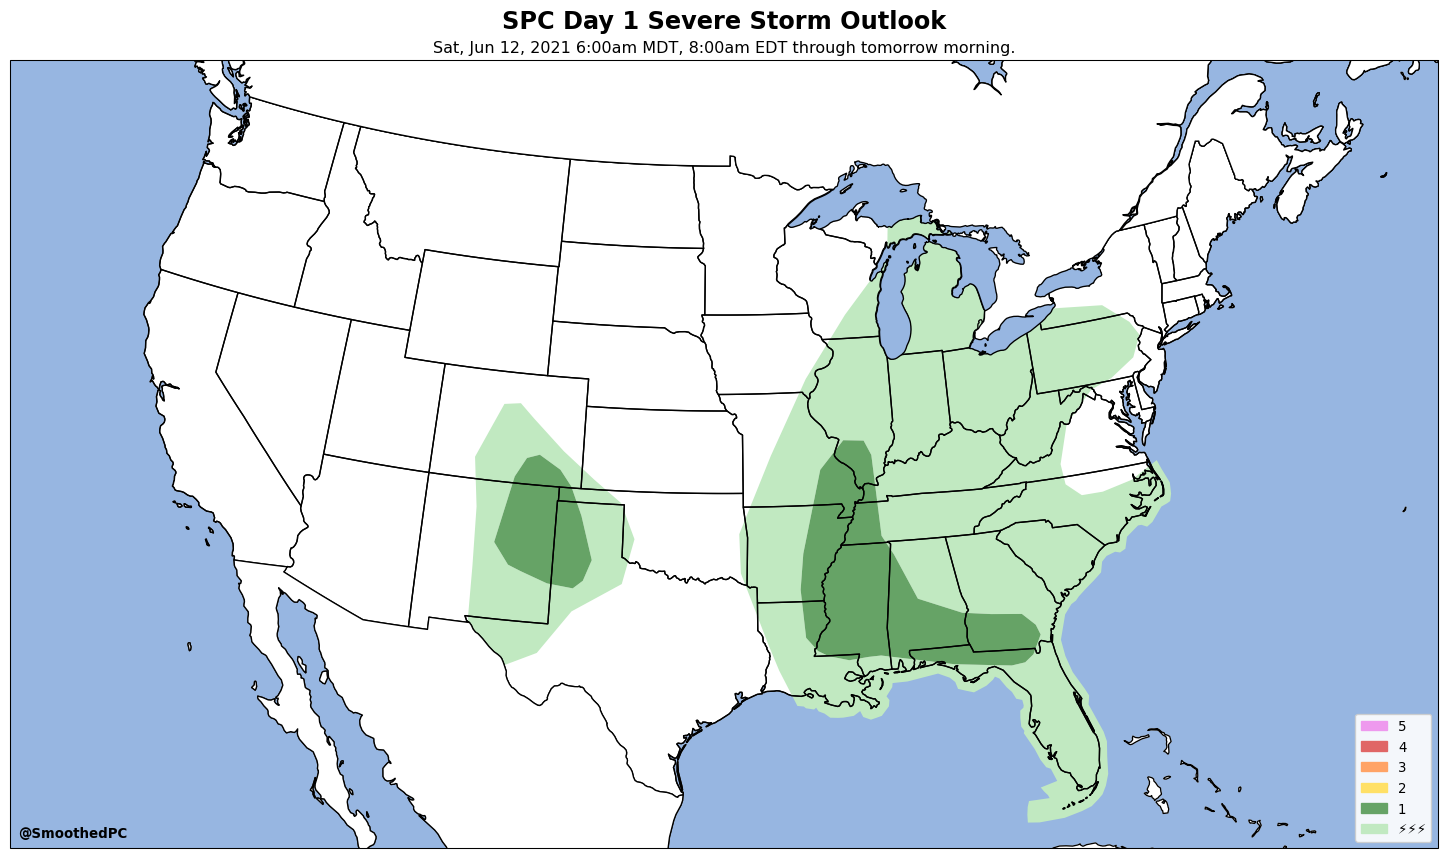 SPC Day 1 Severe Storm Outlook
Sat, Jun 12, 2021 6:00am MDT, 8:00am EDT through tomorrow morning.
5
4
3
2
1
⚡⚡⚡
@SmoothedPC